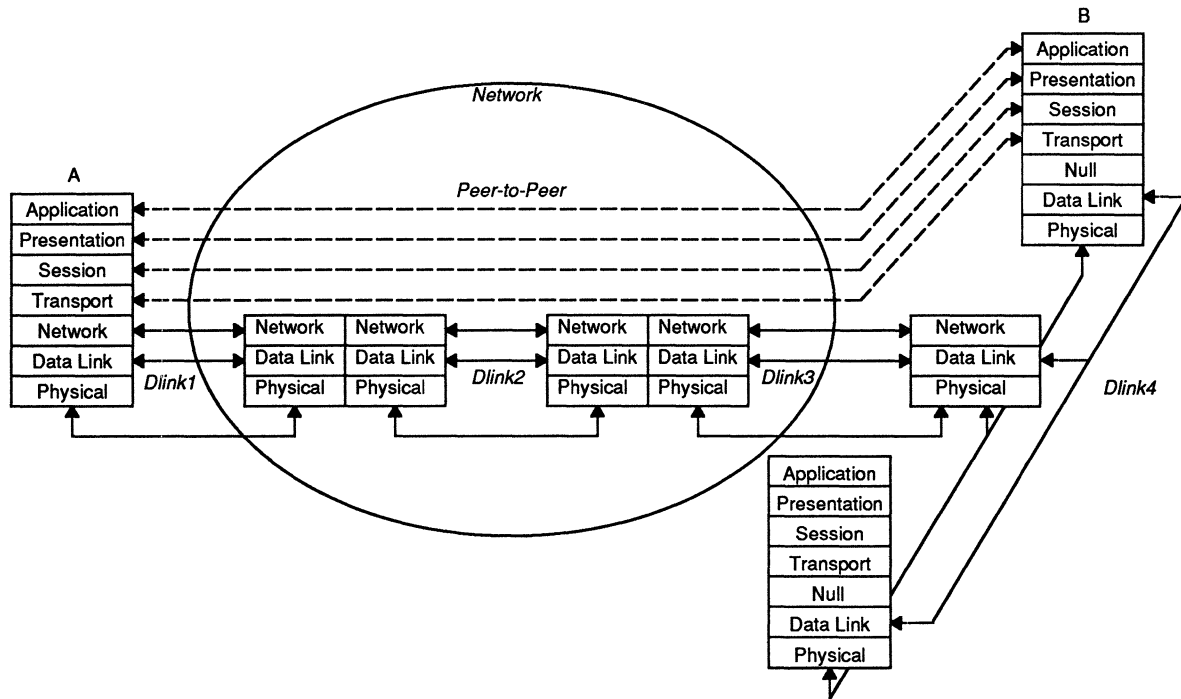 B
Application
Presentation
Session
Transport
Null
Data Link
Physical
Network
Peer-to-Peer
A
Application
Presentation
Session
Transport
Network
Data Link
Physical
Dlink1
Network Network
Data Link Data Link
Physical Physical
Dlink2
Network Network
Data Link Data Link
Physical Physical
Dlink3
Network
Data Link
Physical
Dlink4
Application
Presentation
Session
Transport
Null
Data Link
Physical